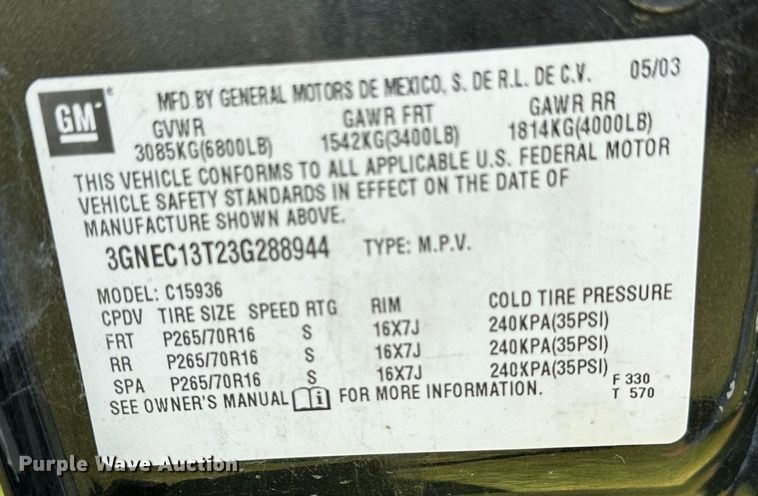 GM®
MFD BY GENERAL MOTORS DE MEXICO, S. DE R.L. DE C.V. 05/03
GVWR GAWR FRT GAWR RR
3085KG(6800LB) 1542KG(3400LB) 1814KG(4000LB)
THIS VEHICLE CONFORMS TO ALL APPLICABLE U.S. FEDERAL MOTOR
VEHICLE SAFETY STANDARDS IN EFFECT ON THE DATE OF
MANUFACTURE SHOWN ABOVE.
3GNEC13T23G288944 TYPE: M.P.V.
MODEL: C15936
CPDV TIRE SIZE SPEED RTG RIM COLD TIRE PRESSURE
FRT P265/70R16 S 16X7J 240KPA(35PSI)
RR P265/70R16 S 16X7J 240KPA(35PSI)
SPA P265/70R16 S 16X7J 240KPA(35PSI)
SEE OWNER'S MANUAL i FOR MORE INFORMATION.
F 330
T 570
Purple Wave Auction